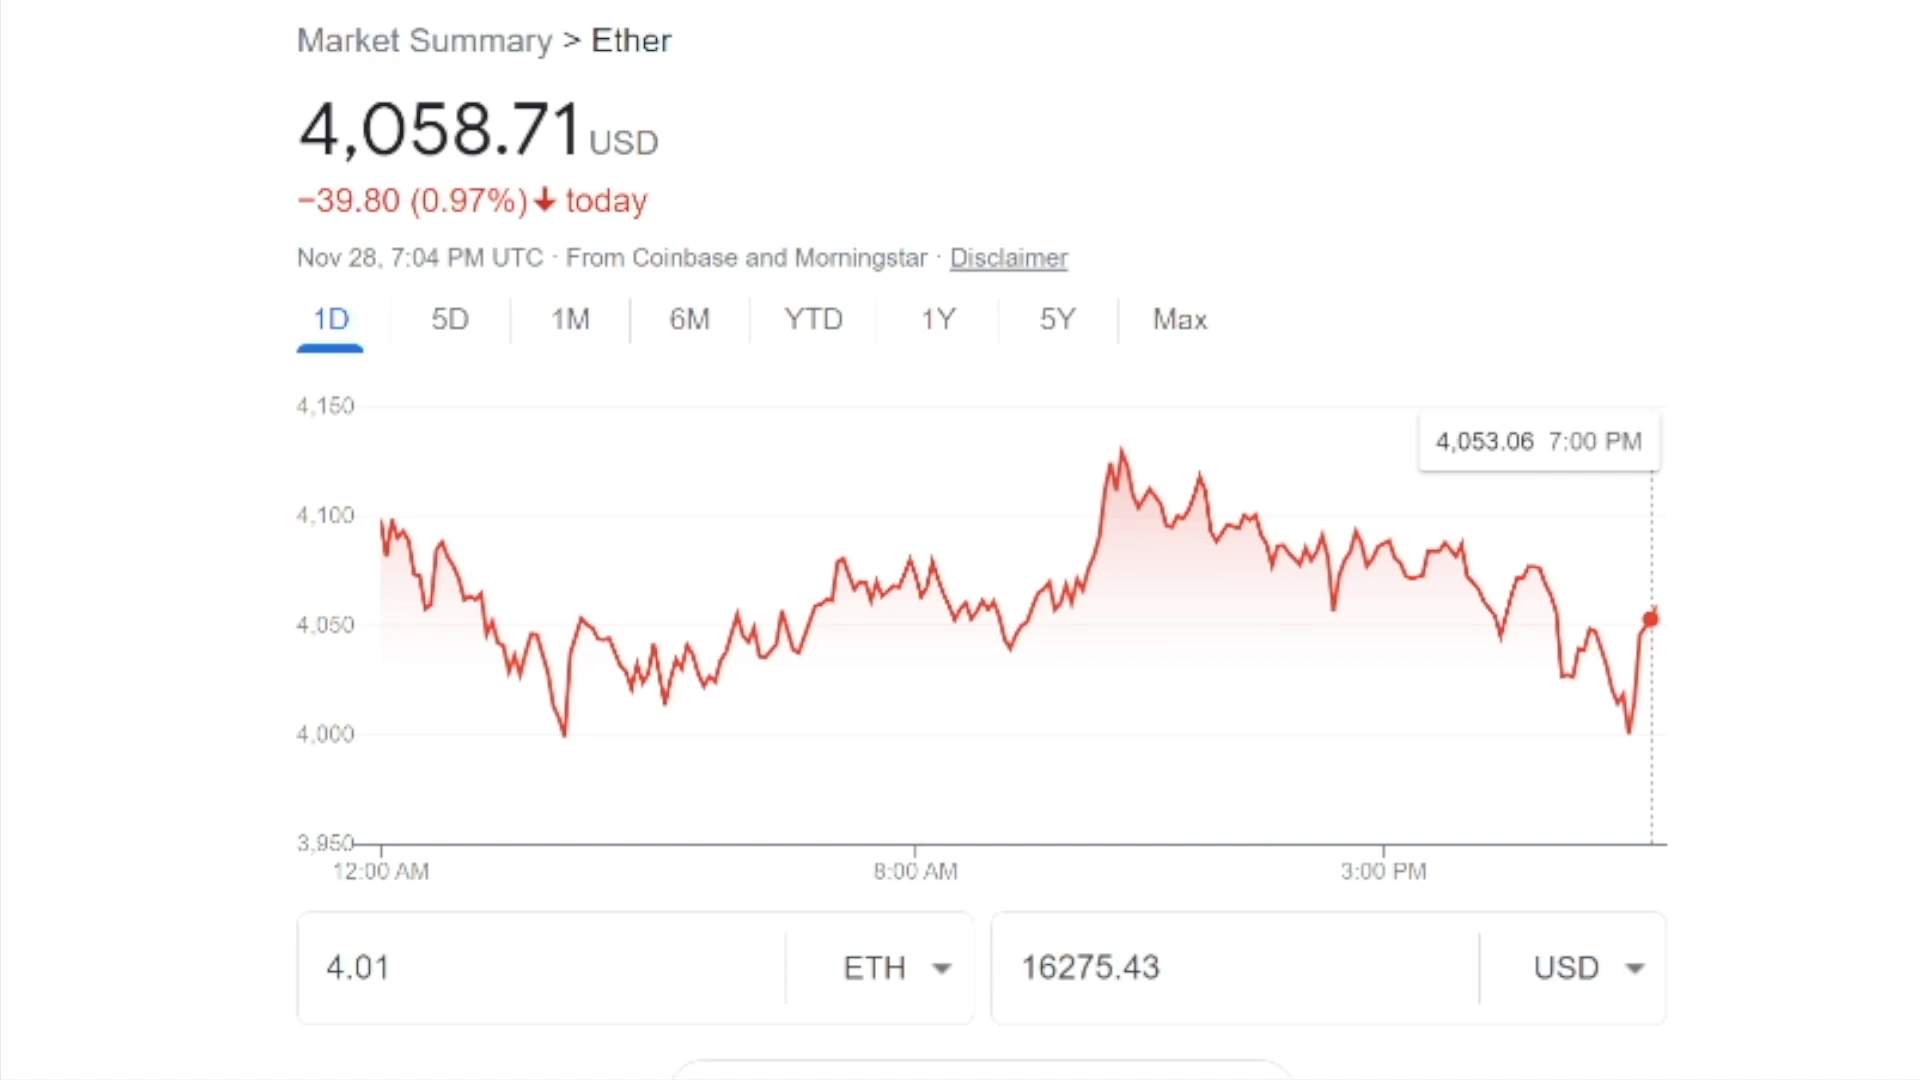 Market Summary > Ether
4,058.71 USD
−39.80 (0.97%) ↓ today
Nov 28, 7:04 PM UTC · From Coinbase and Morningstar · Disclaimer
1D 5D 1M 6M YTD 1Y 5Y Max
4,150
4,053.06 7:00 PM
4,100
4,050
4,000
3,950
12:00 AM 8:00 AM 3:00 PM
4.01 ETH 16275.43 USD